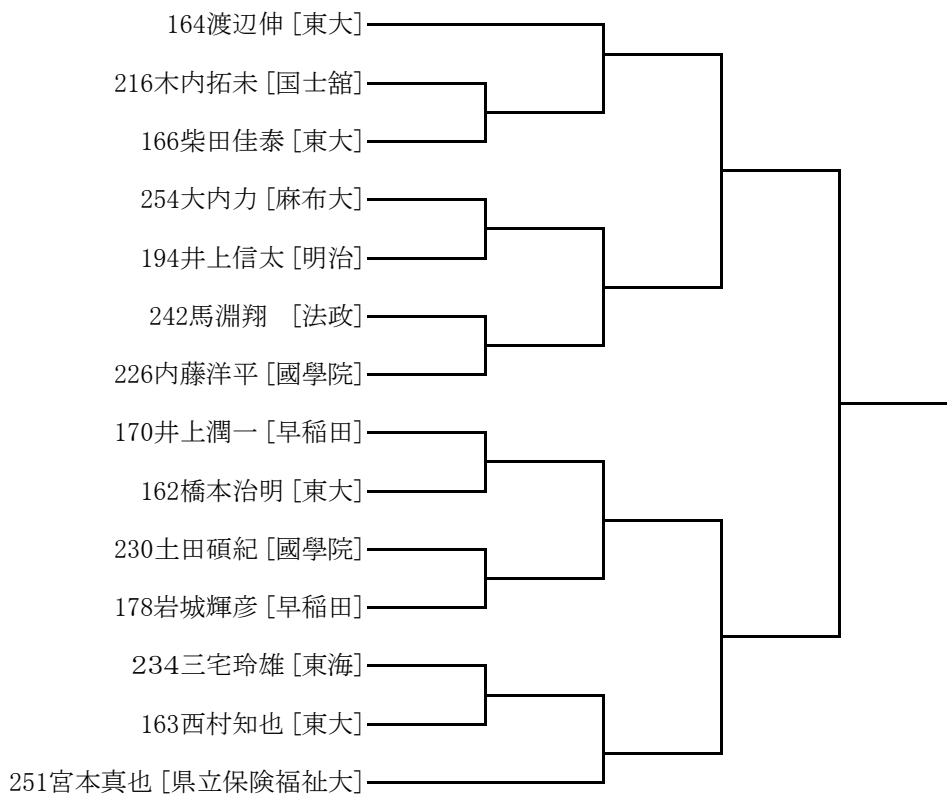 164渡辺伸 [東大]
216木内拓未 [国士舘]
166柴田佳泰 [東大]
254大内力 [麻布大]
194井上信太 [明治]
242馬淵翔　[法政]
226内藤洋平 [國學院]
170井上潤一 [早稲田]
162橋本治明 [東大]
230土田碩紀 [國學院]
178岩城輝彦 [早稲田]
234三宅玲雄 [東海]
163西村知也 [東大]
251宮本真也 [県立保険福祉大]